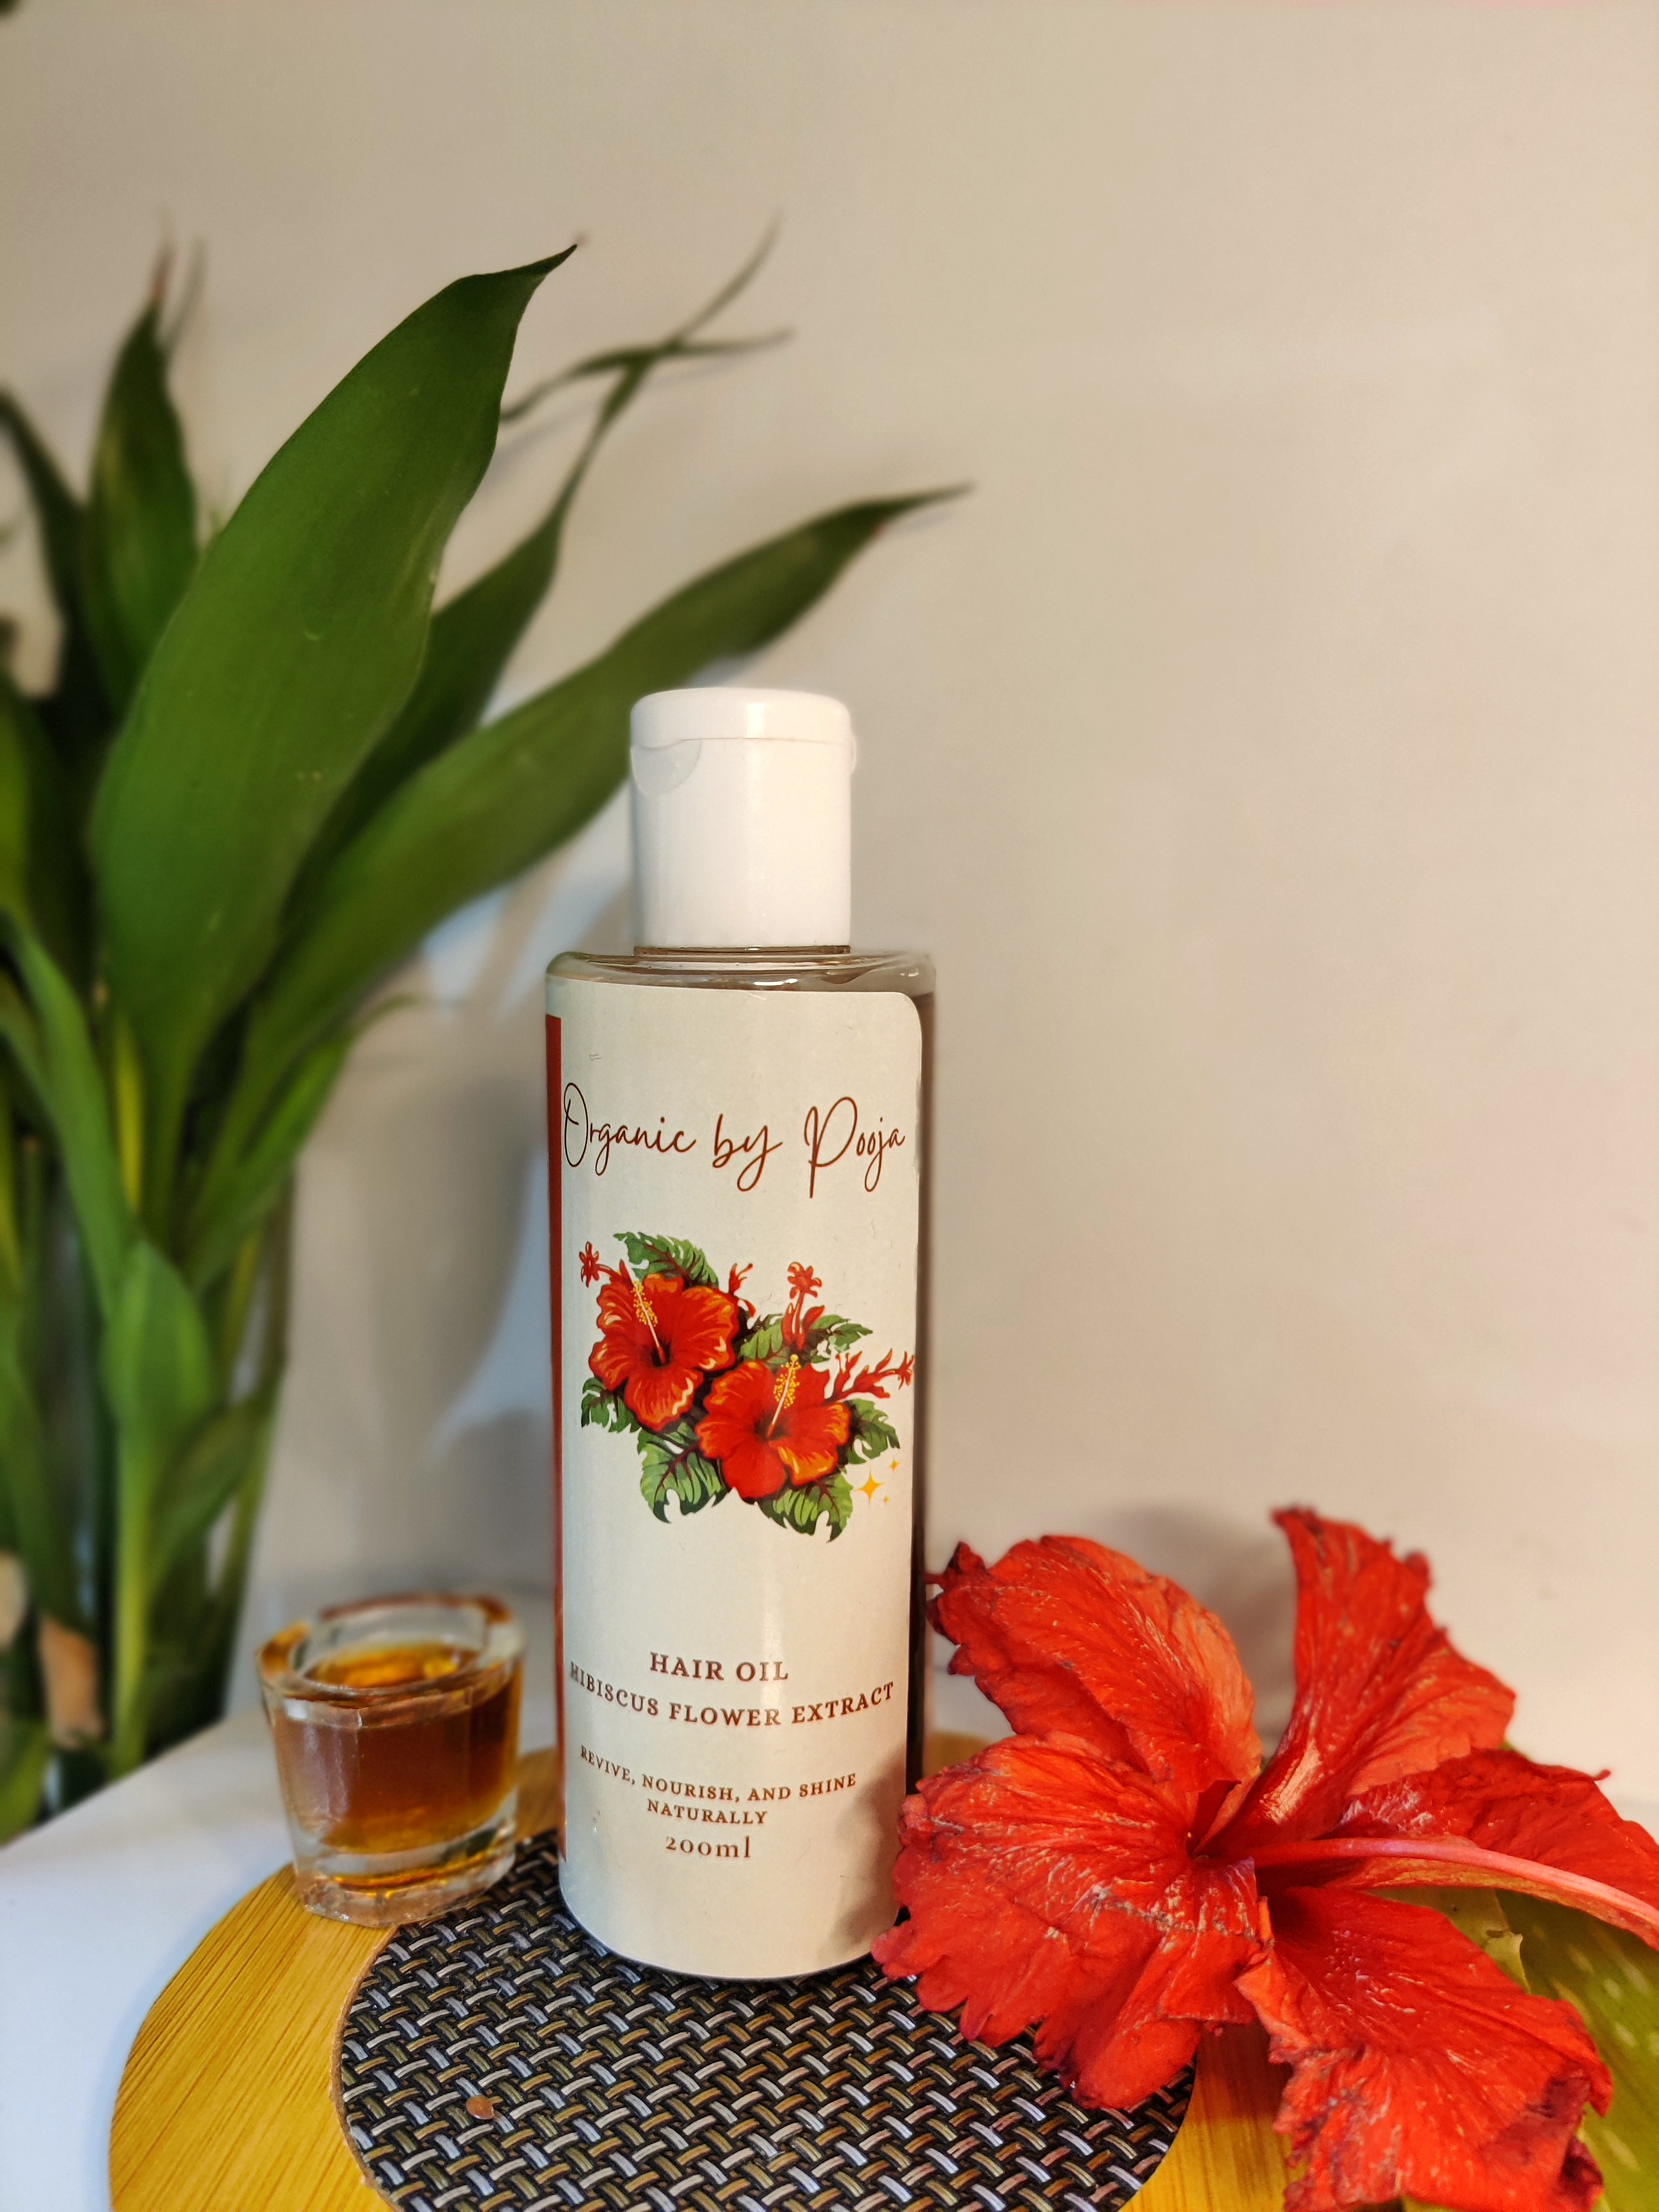 Organic by Pooja
HAIR OIL
HIBISCUS FLOWER EXTRACT
REVIVE, NOURISH, AND SHINE
NATURALLY
200ml